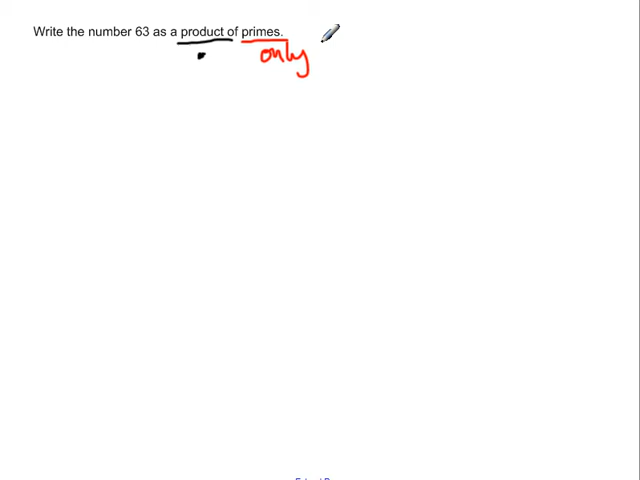 Write the number 63 as a product of primes.
only